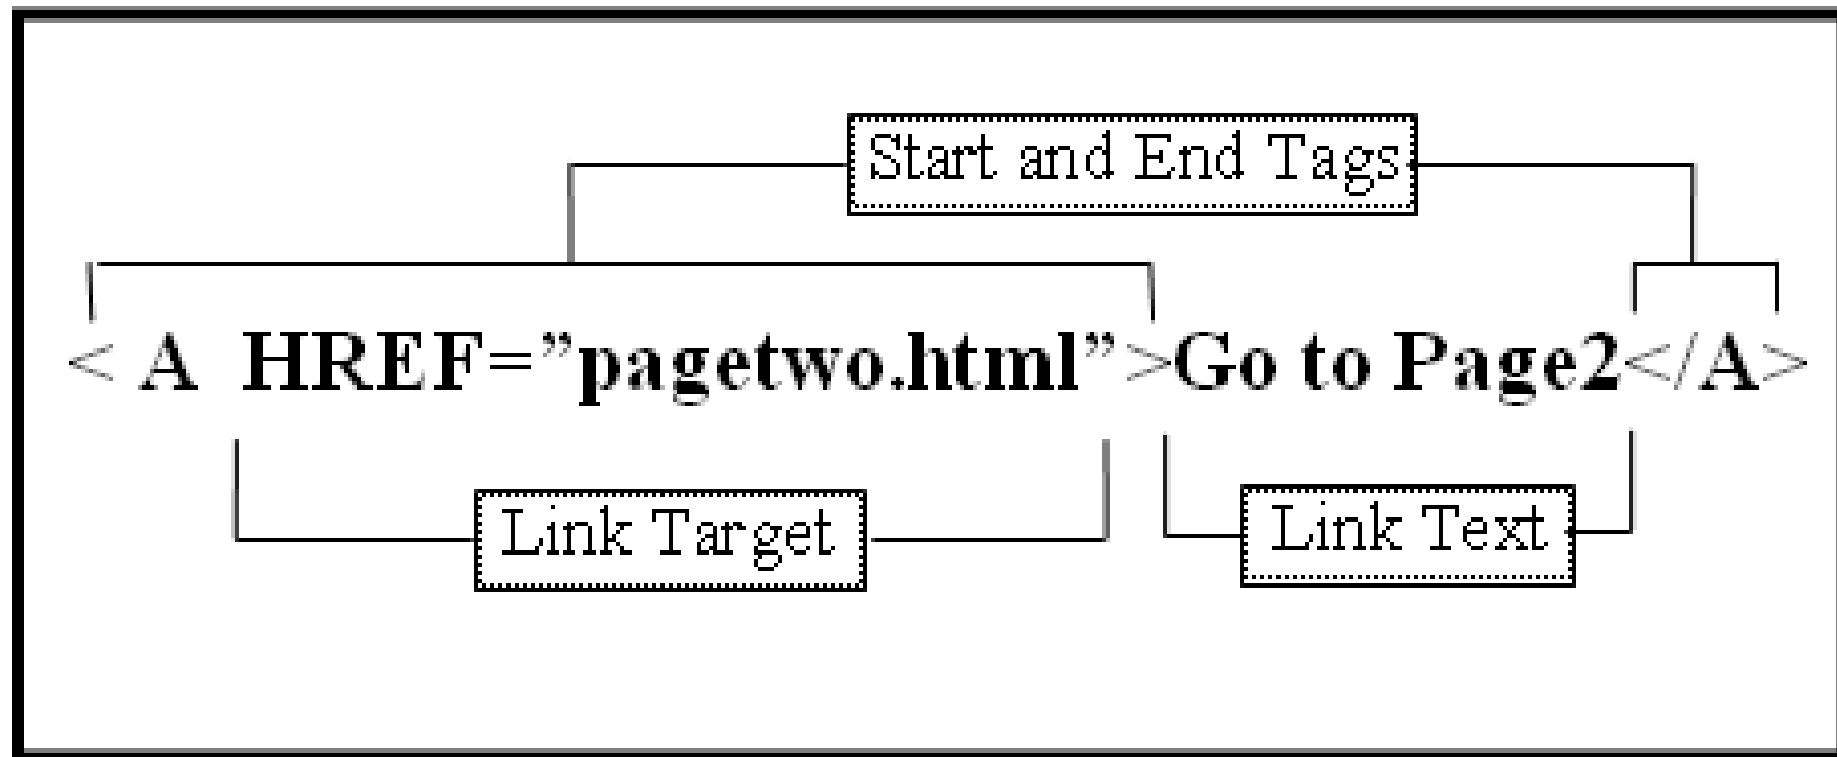 Start and End Tags
< A HREF=”pagetwo.html”>Go to Page2</A>
Link Target
Link Text